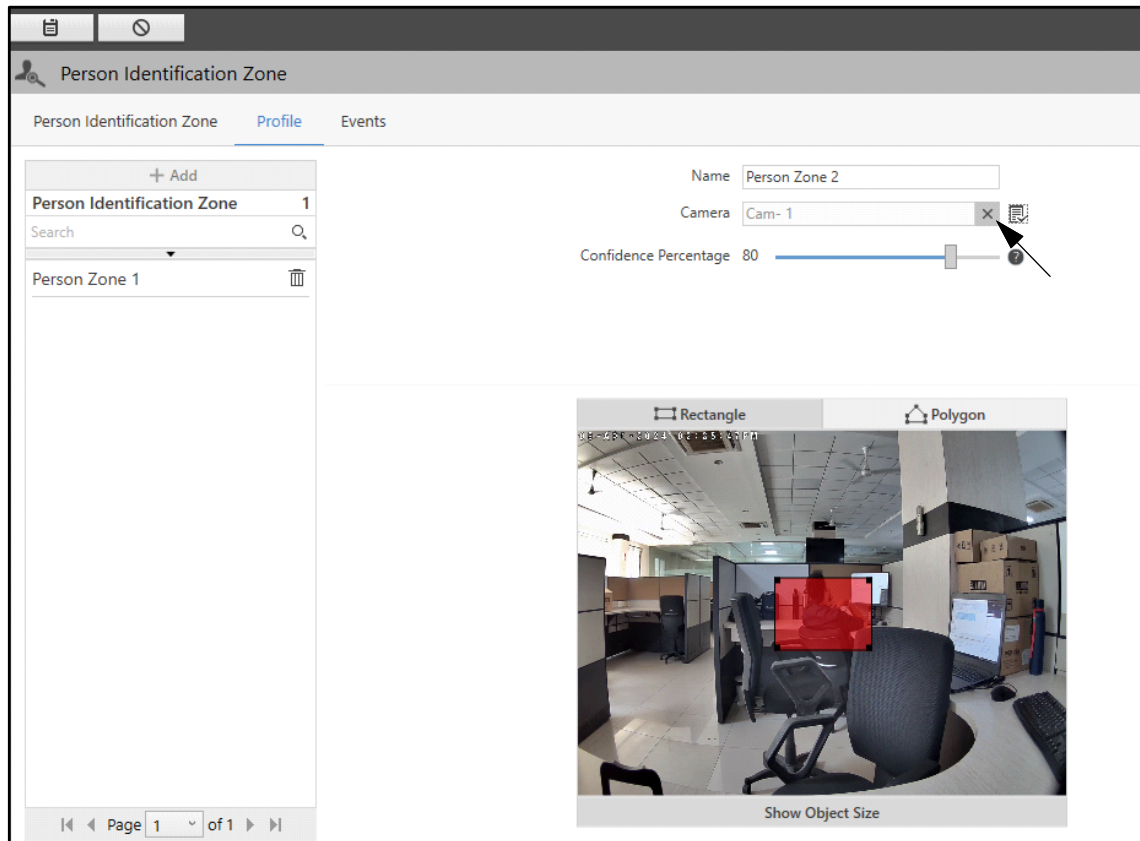 Person Identification Zone
Person Identification Zone Profile Events
Add
Person Identification Zone 1
Search
Person Zone 1
Page 1 of 1
Name Person Zone 2
Camera Cam- 1
Confidence Percentage 80 ?
Rectangle Polygon
Show Object Size